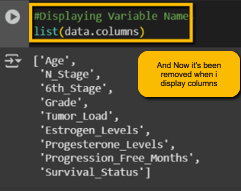 #Displaying Variable Name
list(data.columns)
['Age',
'N_Stage',
'6th_Stage',
'Grade',
'Tumor_Load',
'Estrogen_Levels',
'Progesterone_Levels',
'Progression_Free_Months',
'Survival_Status']
And Now it's been
removed when i
display columns